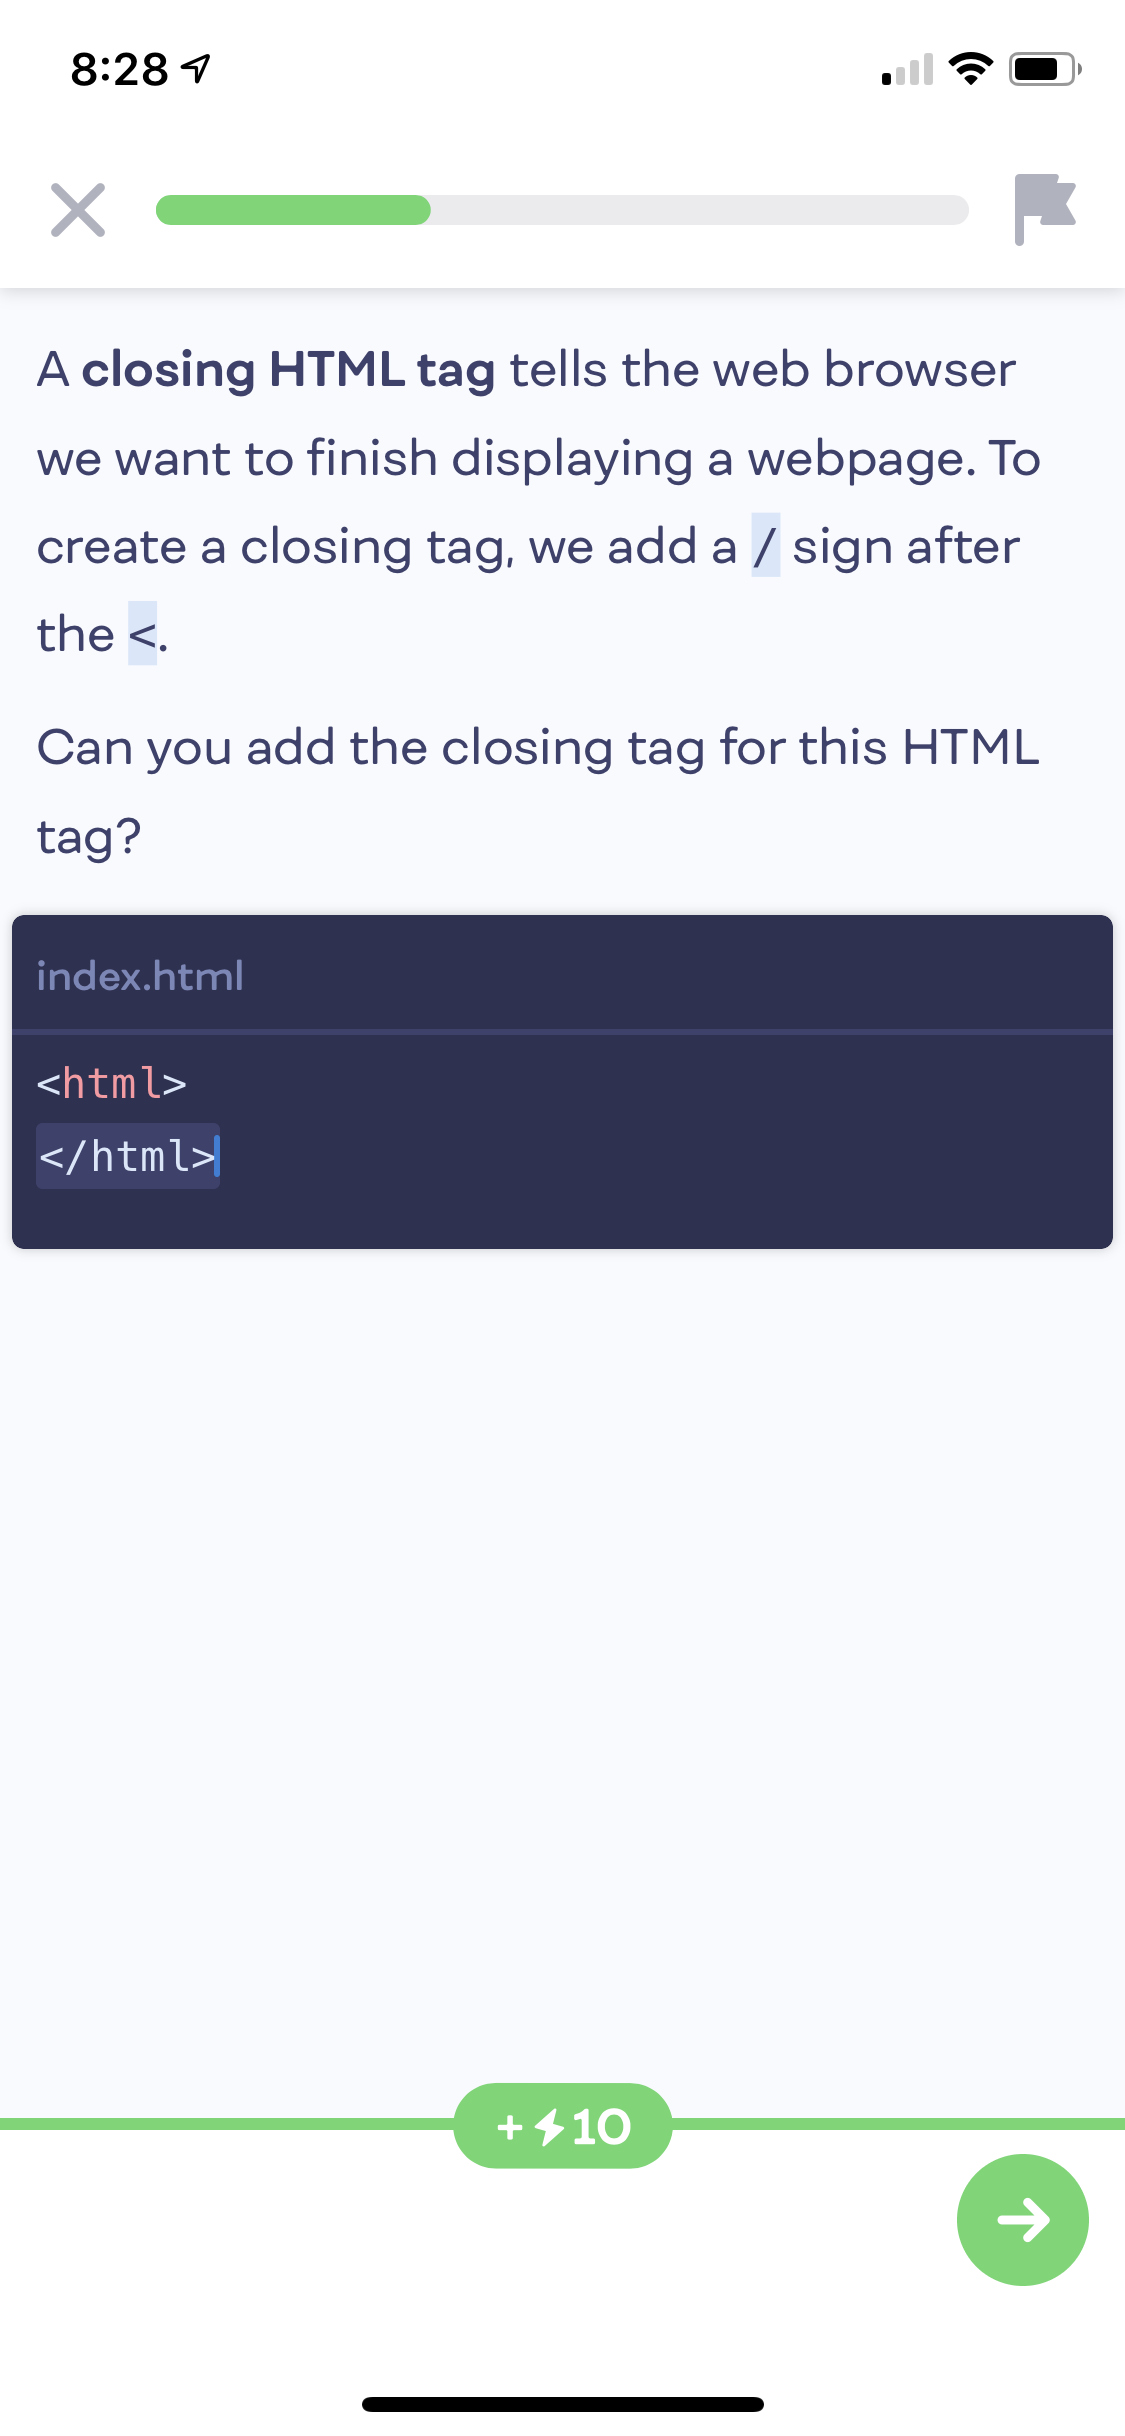 8:28
A closing HTML tag tells the web browser
we want to finish displaying a webpage. To
create a closing tag, we add a / sign after
the <.
Can you add the closing tag for this HTML
tag?
index.html
<html>
</html>
+ 10